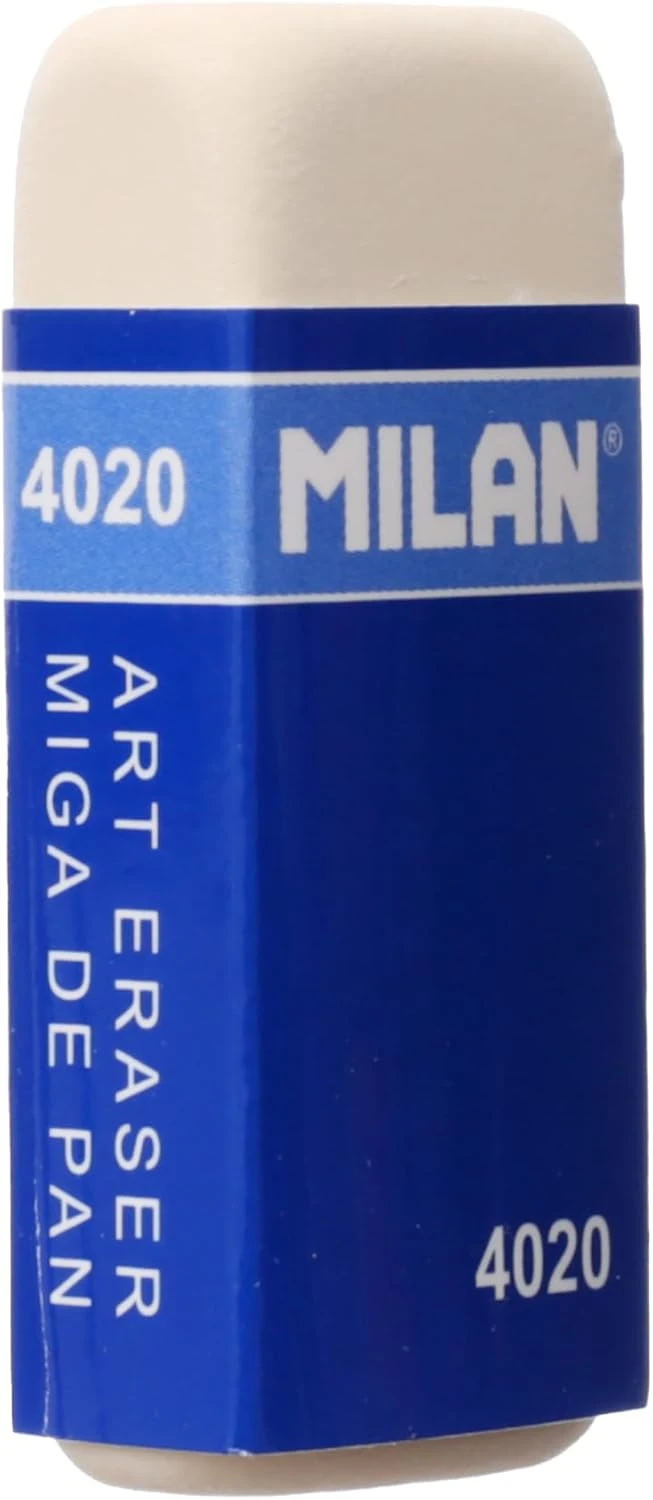 4020
MILAN®
ART ERASER
MIGA DE PAN
4020